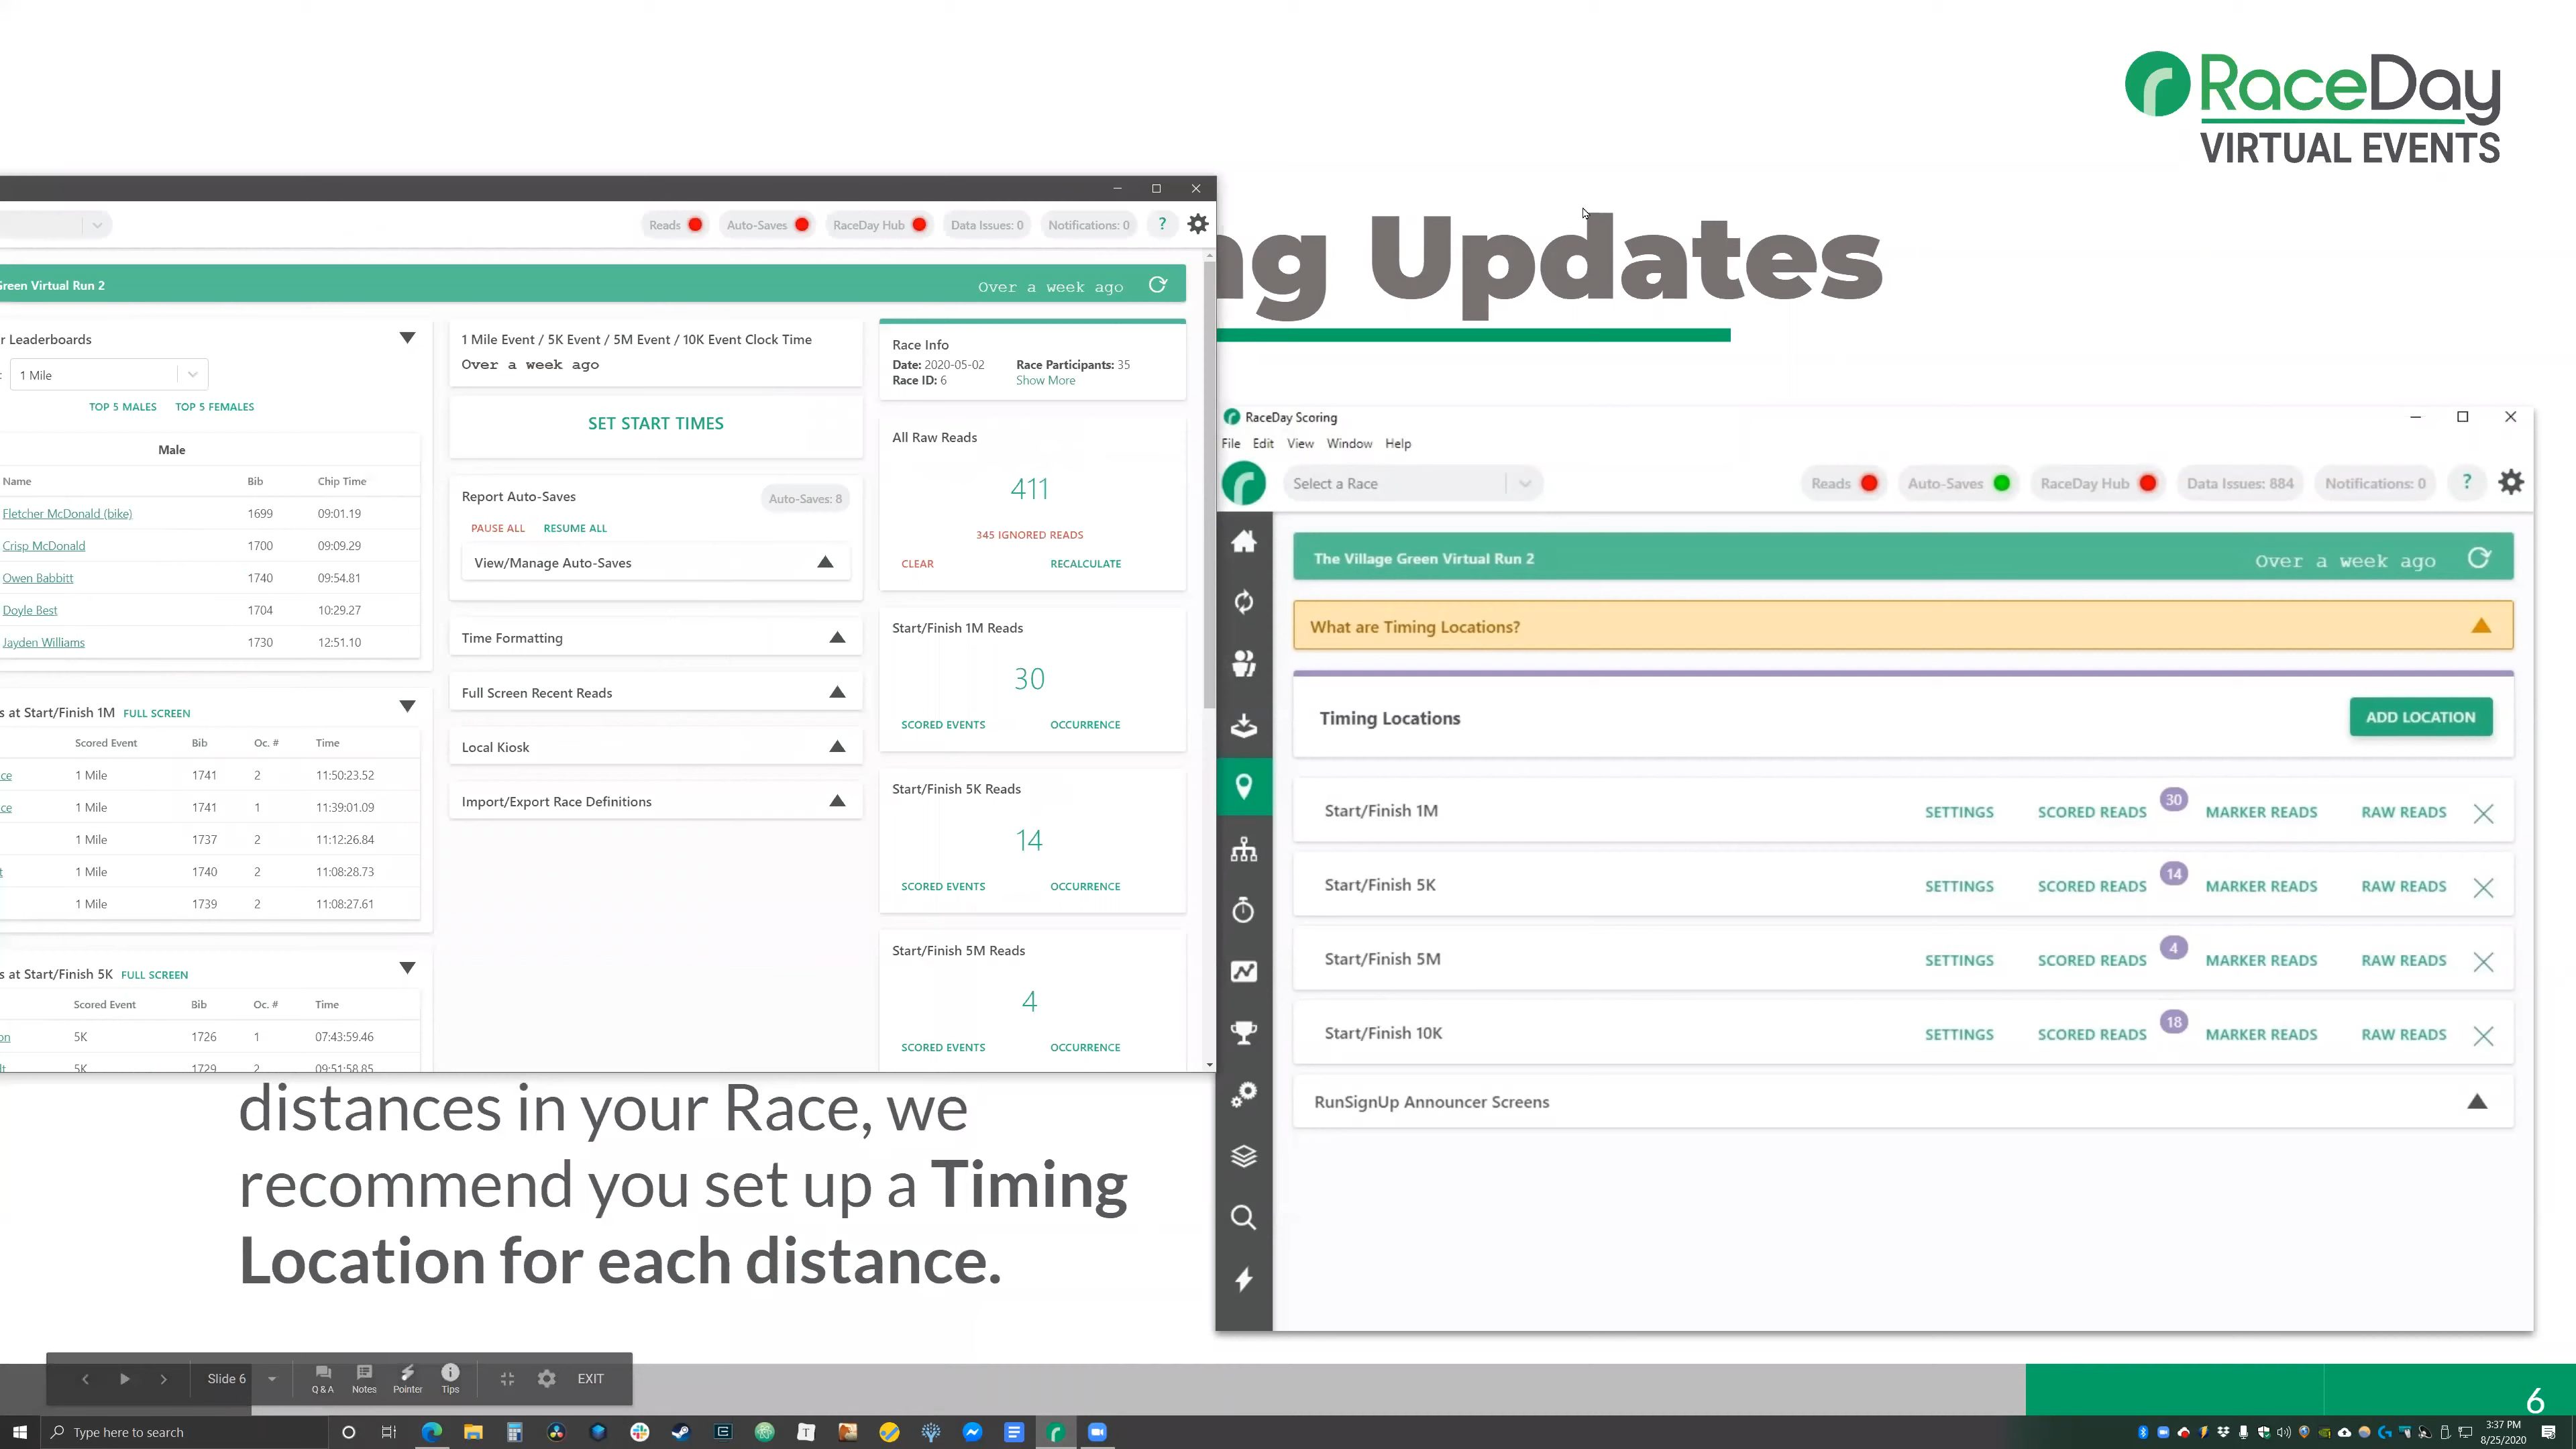 RaceDay
VIRTUAL EVENTS
ng Updates
Reads
Auto-Saves
RaceDay Hub
Data Issues: 0
Notifications: 0
?
Green Virtual Run 2
Over a week ago
r Leaderboards
1 Mile
TOP 5 MALES TOP 5 FEMALES
Male
Name Bib Chip Time
Fletcher McDonald (bike) 1699 09:01.19
Crisp McDonald 1700 09:09.29
Owen Babbitt 1740 09:54.81
Doyle Best 1704 10:29.27
Jayden Williams 1730 12:51.10
s at Start/Finish 1M FULL SCREEN
Scored Event Bib Oc. # Time
ce 1 Mile 1741 2 11:50:23.52
ce 1 Mile 1741 1 11:39:01.09
1 Mile 1737 2 11:12:26.84
t 1 Mile 1740 2 11:08:28.73
1 Mile 1739 2 11:08:27.61
s at Start/Finish 5K FULL SCREEN
Scored Event Bib Oc. # Time
on 5K 1726 1 07:43:59.46
lt 5K 1729 2 09:51:58.85
1 Mile Event / 5K Event / 5M Event / 10K Event Clock Time
Over a week ago
SET START TIMES
Report Auto-Saves Auto-Saves: 8
PAUSE ALL RESUME ALL
View/Manage Auto-Saves
Time Formatting
Full Screen Recent Reads
Local Kiosk
Import/Export Race Definitions
Race Info
Date: 2020-05-02 Race Participants: 35
Race ID: 6 Show More
All Raw Reads
411
345 IGNORED READS
CLEAR RECALCULATE
Start/Finish 1M Reads
30
SCORED EVENTS OCCURRENCE
Start/Finish 5K Reads
14
SCORED EVENTS OCCURRENCE
Start/Finish 5M Reads
4
SCORED EVENTS OCCURRENCE
RaceDay Scoring
File Edit View Window Help
Select a Race
Reads
Auto-Saves
RaceDay Hub
Data Issues: 884
Notifications: 0
?
The Village Green Virtual Run 2 Over a week ago
What are Timing Locations?
Timing Locations ADD LOCATION
Start/Finish 1M SETTINGS SCORED READS 30 MARKER READS RAW READS
Start/Finish 5K SETTINGS SCORED READS 14 MARKER READS RAW READS
Start/Finish 5M SETTINGS SCORED READS 4 MARKER READS RAW READS
Start/Finish 10K SETTINGS SCORED READS 18 MARKER READS RAW READS
RunSignUp Announcer Screens
distances in your Race, we
recommend you set up a Timing
Location for each distance.
Slide 6
Q & A
Notes
Pointer
Tips
EXIT
6
Type here to search
3:37 PM
8/25/2020